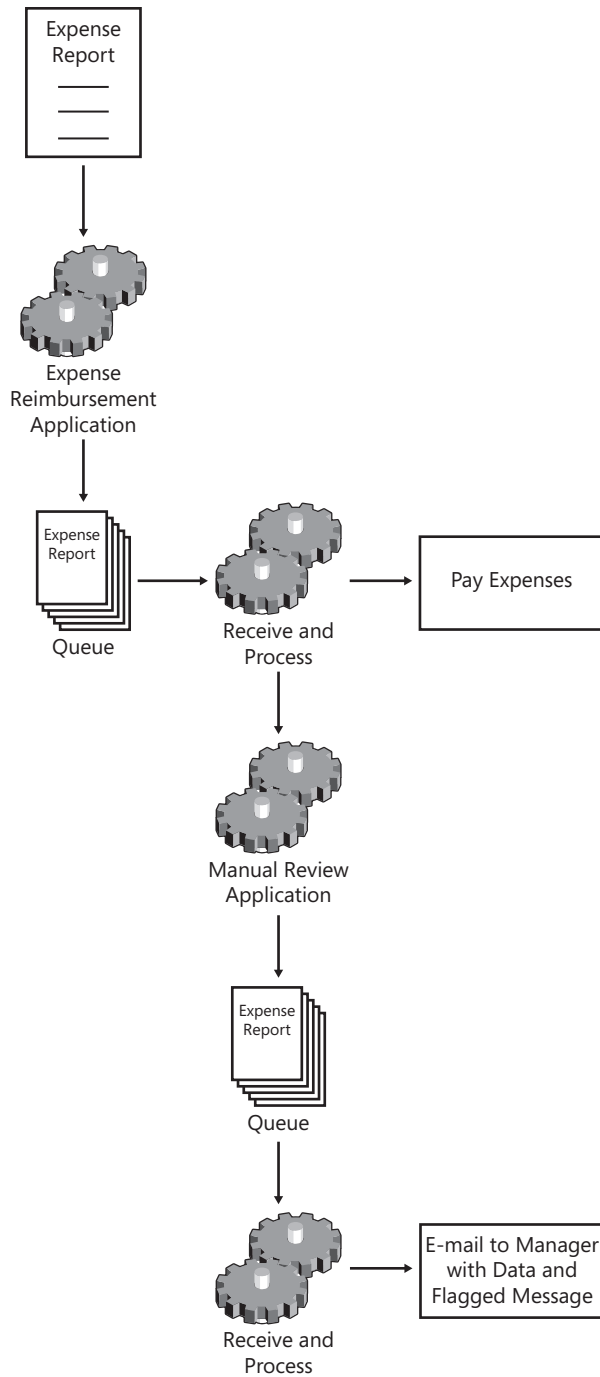 Expense
Report
Expense
Reimbursement
Application
Expense
Report
Queue
Receive and
Process
Pay Expenses
Manual Review
Application
Expense
Report
Queue
Receive and
Process
E-mail to Manager
with Data and
Flagged Message